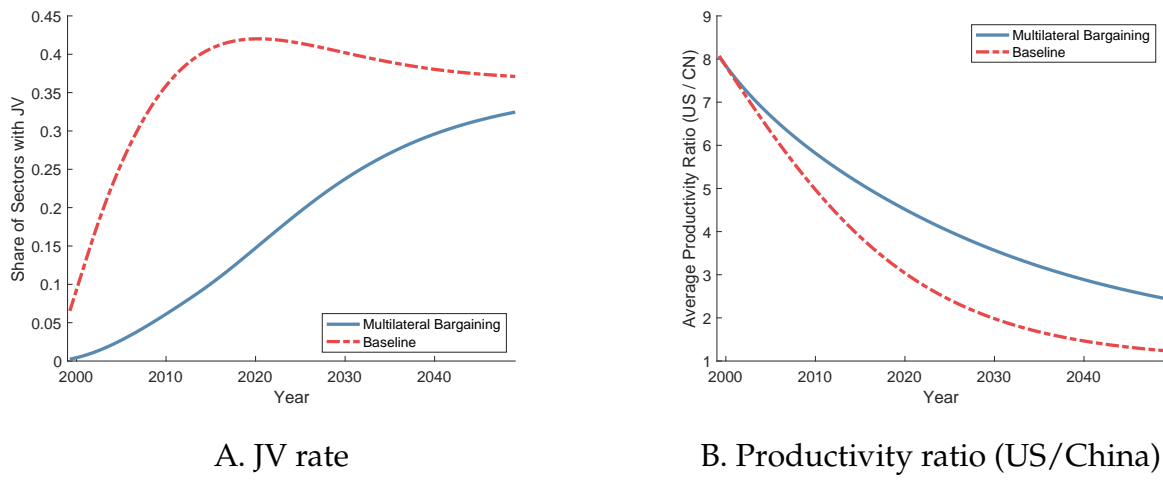 0.45
0.4
0.35
0.3
0.25
0.2
0.15
0.1
0.05
0
Share of Sectors with JV
2000 2010 2020 2030 2040
Year
Multilateral Bargaining
Baseline
A. JV rate
9
8
7
6
5
4
3
2
1
Average Productivity Ratio (US / CN)
2000 2010 2020 2030 2040
Year
Multilateral Bargaining
Baseline
B. Productivity ratio (US/China)